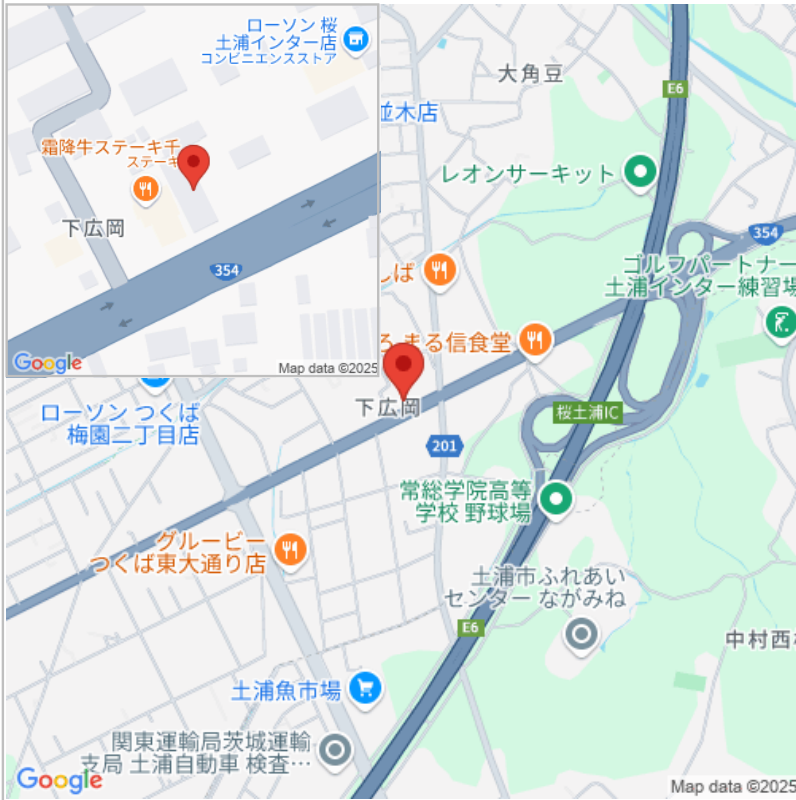 ローソン 桜
土浦インター店
コンビニエンスストア
霜降牛ステーキ千
ステーキ
下広岡
354
Google
Map data ©2025
大角豆
E6
並木店
レオンサーキット
354
ゴルフパートナー
土浦インター練習場
しば
まる信食堂
下広岡
桜土浦IC
ローソン つくば
梅園二丁目店
201
常総学院高等
学校 野球場
グルービー
つくば東大通り店
土浦市ふれあい
センター ながみね
E6
中村西
土浦魚市場
関東運輸局茨城運輸
支局 土浦自動車 検査…
Google
Map data ©2025